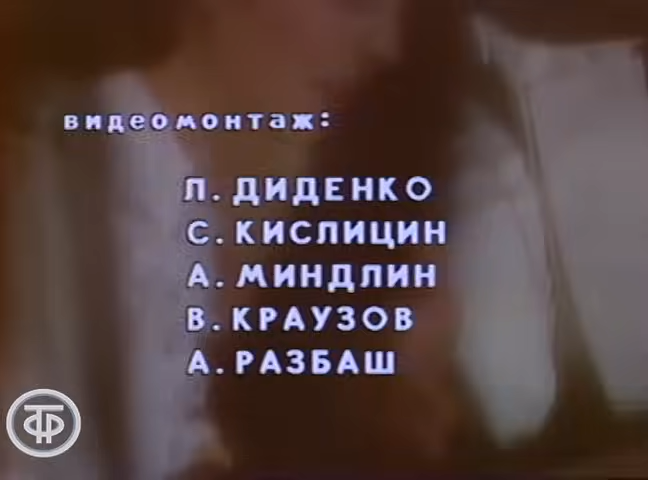 видеомонтаж:
Л. ДИДЕНКО
С. КИСЛИЦИН
А. МИНДЛИН
В. КРАУЗОВ
А. РАЗБАШ